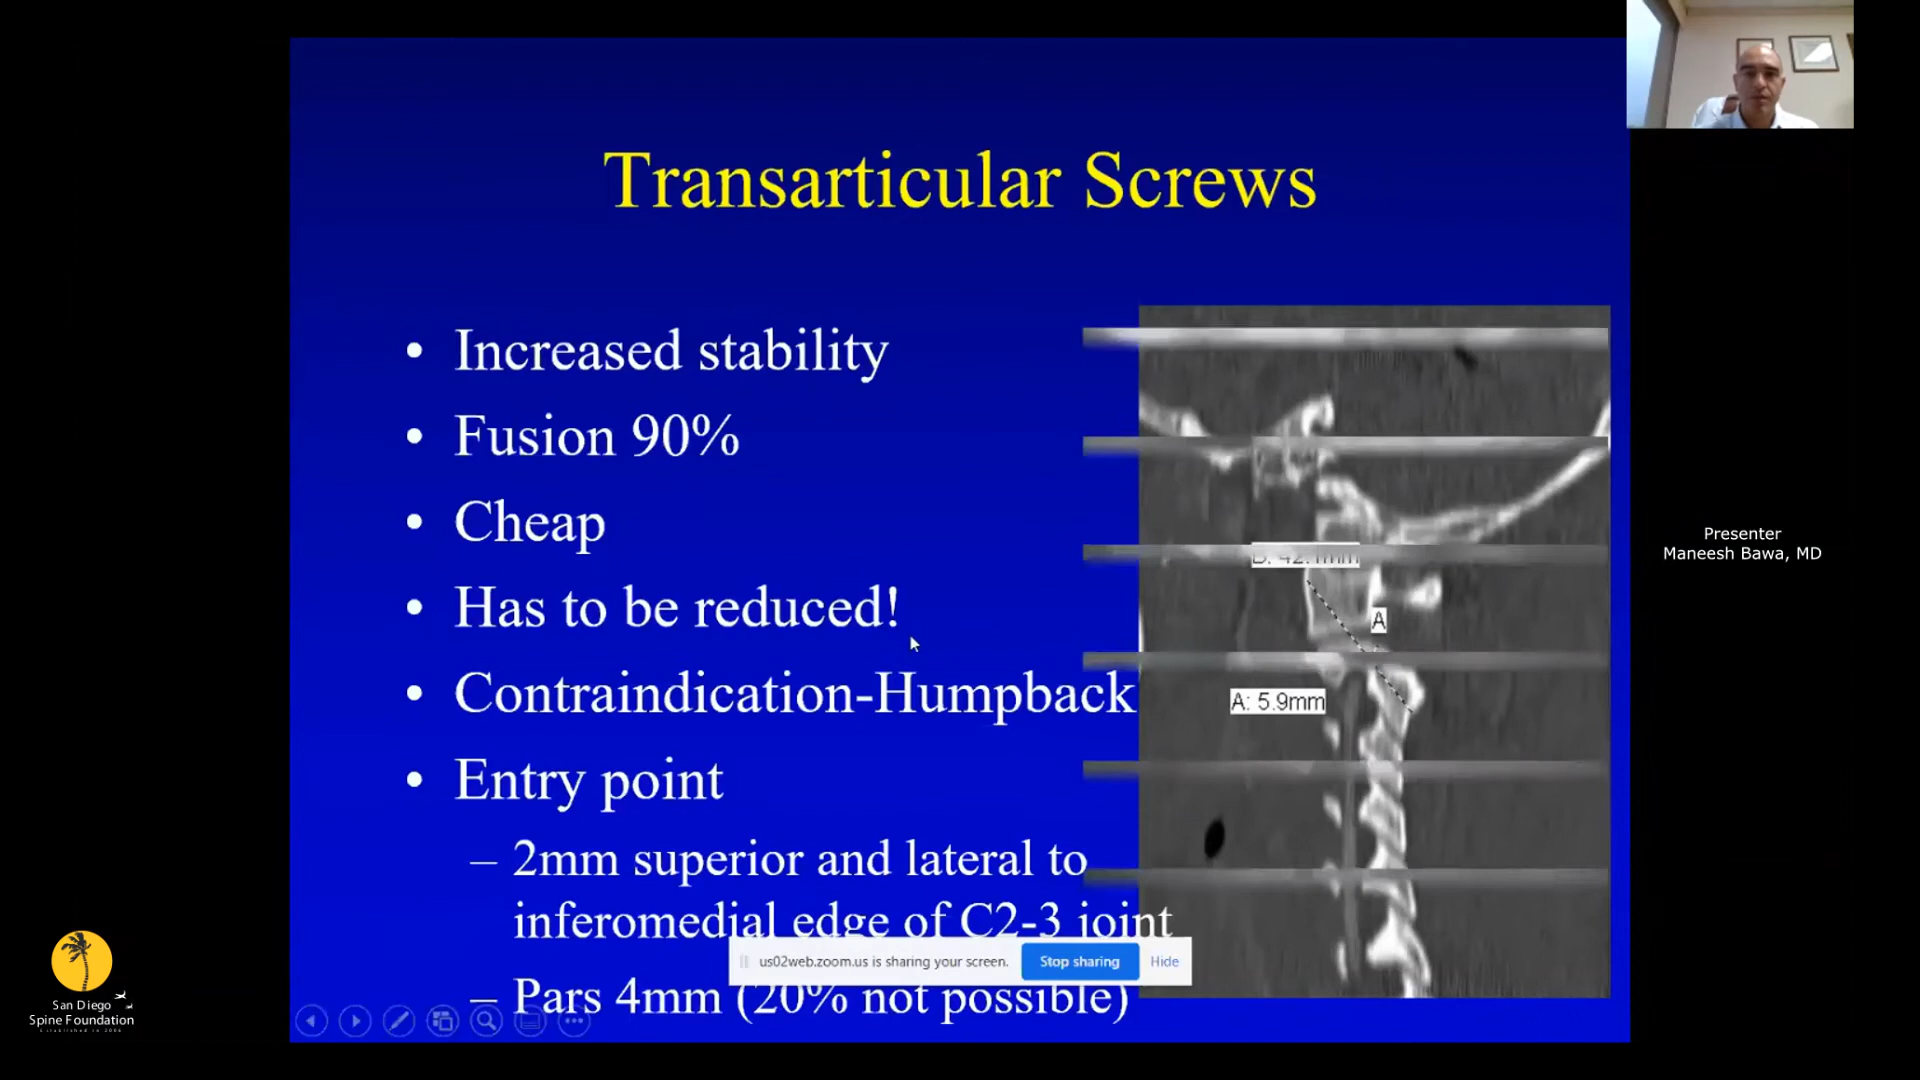 Transarticular Screws
• Increased stability
• Fusion 90%
• Cheap
• Has to be reduced!
• Contraindication-Humpback
• Entry point
– 2mm superior and lateral to
inferomedial edge of C2-3 joint
– Pars 4mm (20% not possible)
A
A: 5.9mm
us02web.zoom.us is sharing your screen.
Stop sharing
Hide
Presenter
Maneesh Bawa, MD
San Diego
Spine Foundation